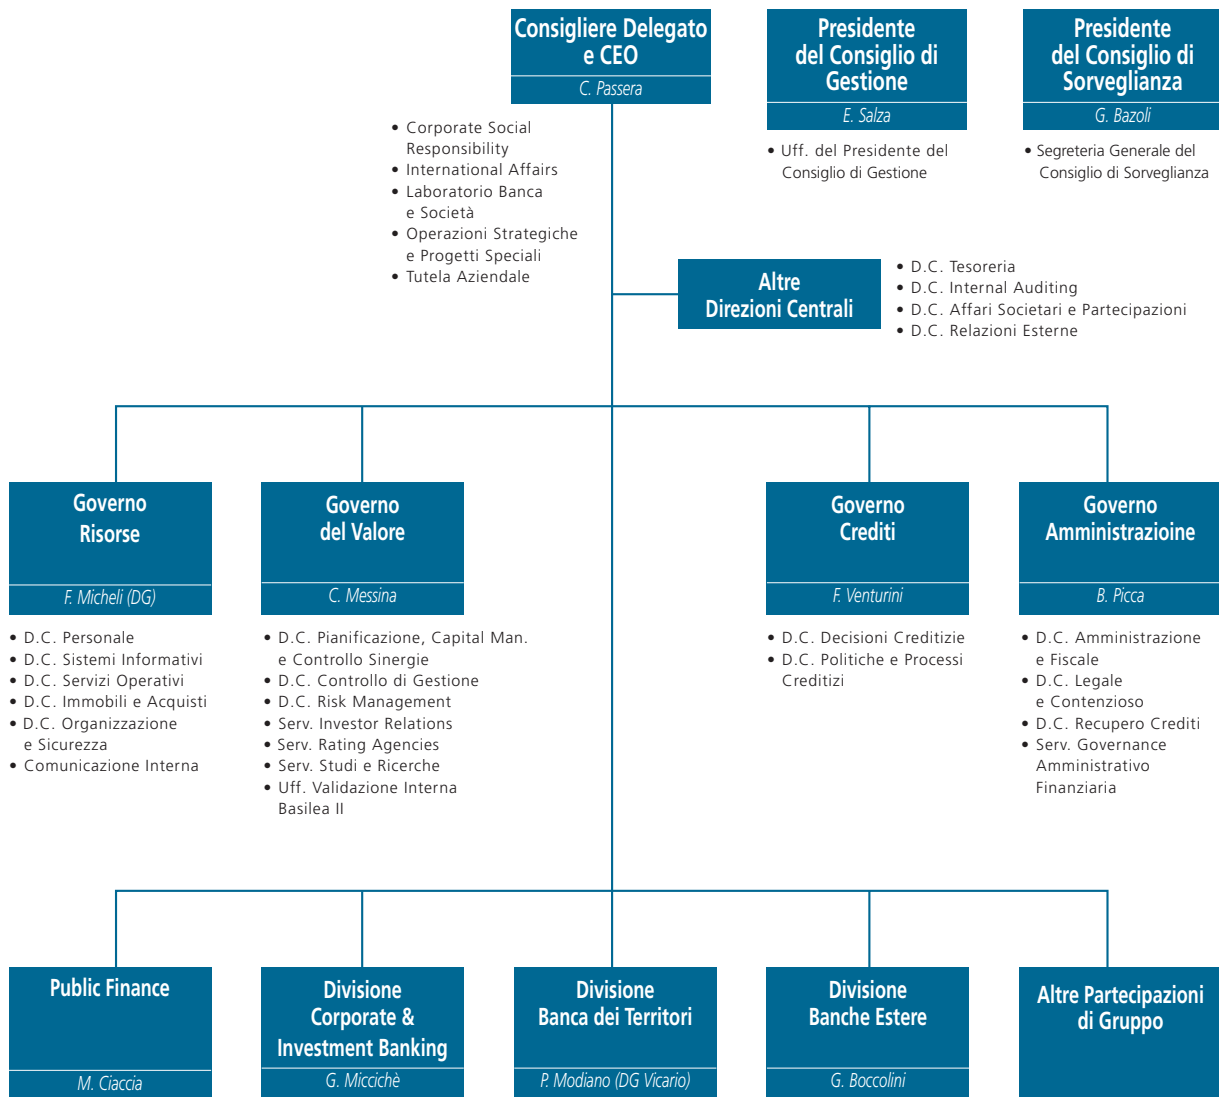 Consigliere Delegato
e CEO
C. Passera
Presidente
del Consiglio di
Gestione
E. Salza
Presidente
del Consiglio di
Sorveglianza
G. Bazoli
• Corporate Social
Responsibility
• International Affairs
• Laboratorio Banca
e Società
• Operazioni Strategiche
e Progetti Speciali
• Tutela Aziendale
• Uff. del Presidente del
Consiglio di Gestione
• Segreteria Generale del
Consiglio di Sorveglianza
Altre
Direzioni Centrali
• D.C. Tesoreria
• D.C. Internal Auditing
• D.C. Affari Societari e Partecipazioni
• D.C. Relazioni Esterne
Governo
Risorse
F. Micheli (DG)
Governo
del Valore
C. Messina
Governo
Crediti
F. Venturini
Governo
Amministrazioine
B. Picca
• D.C. Personale
• D.C. Sistemi Informativi
• D.C. Servizi Operativi
• D.C. Immobili e Acquisti
• D.C. Organizzazione
e Sicurezza
• Comunicazione Interna
• D.C. Pianificazione, Capital Man.
e Controllo Sinergie
• D.C. Controllo di Gestione
• D.C. Risk Management
• Serv. Investor Relations
• Serv. Rating Agencies
• Serv. Studi e Ricerche
• Uff. Validazione Interna
Basilea II
• D.C. Decisioni Creditizie
• D.C. Politiche e Processi
Creditizi
• D.C. Amministrazione
e Fiscale
• D.C. Legale
e Contenzioso
• D.C. Recupero Crediti
• Serv. Governance
Amministrativo
Finanziaria
Public Finance
M. Ciaccia
Divisione
Corporate &
Investment Banking
G. Miccichè
Divisione
Banca dei Territori
P. Modiano (DG Vicario)
Divisione
Banche Estere
G. Boccolini
Altre Partecipazioni
di Gruppo